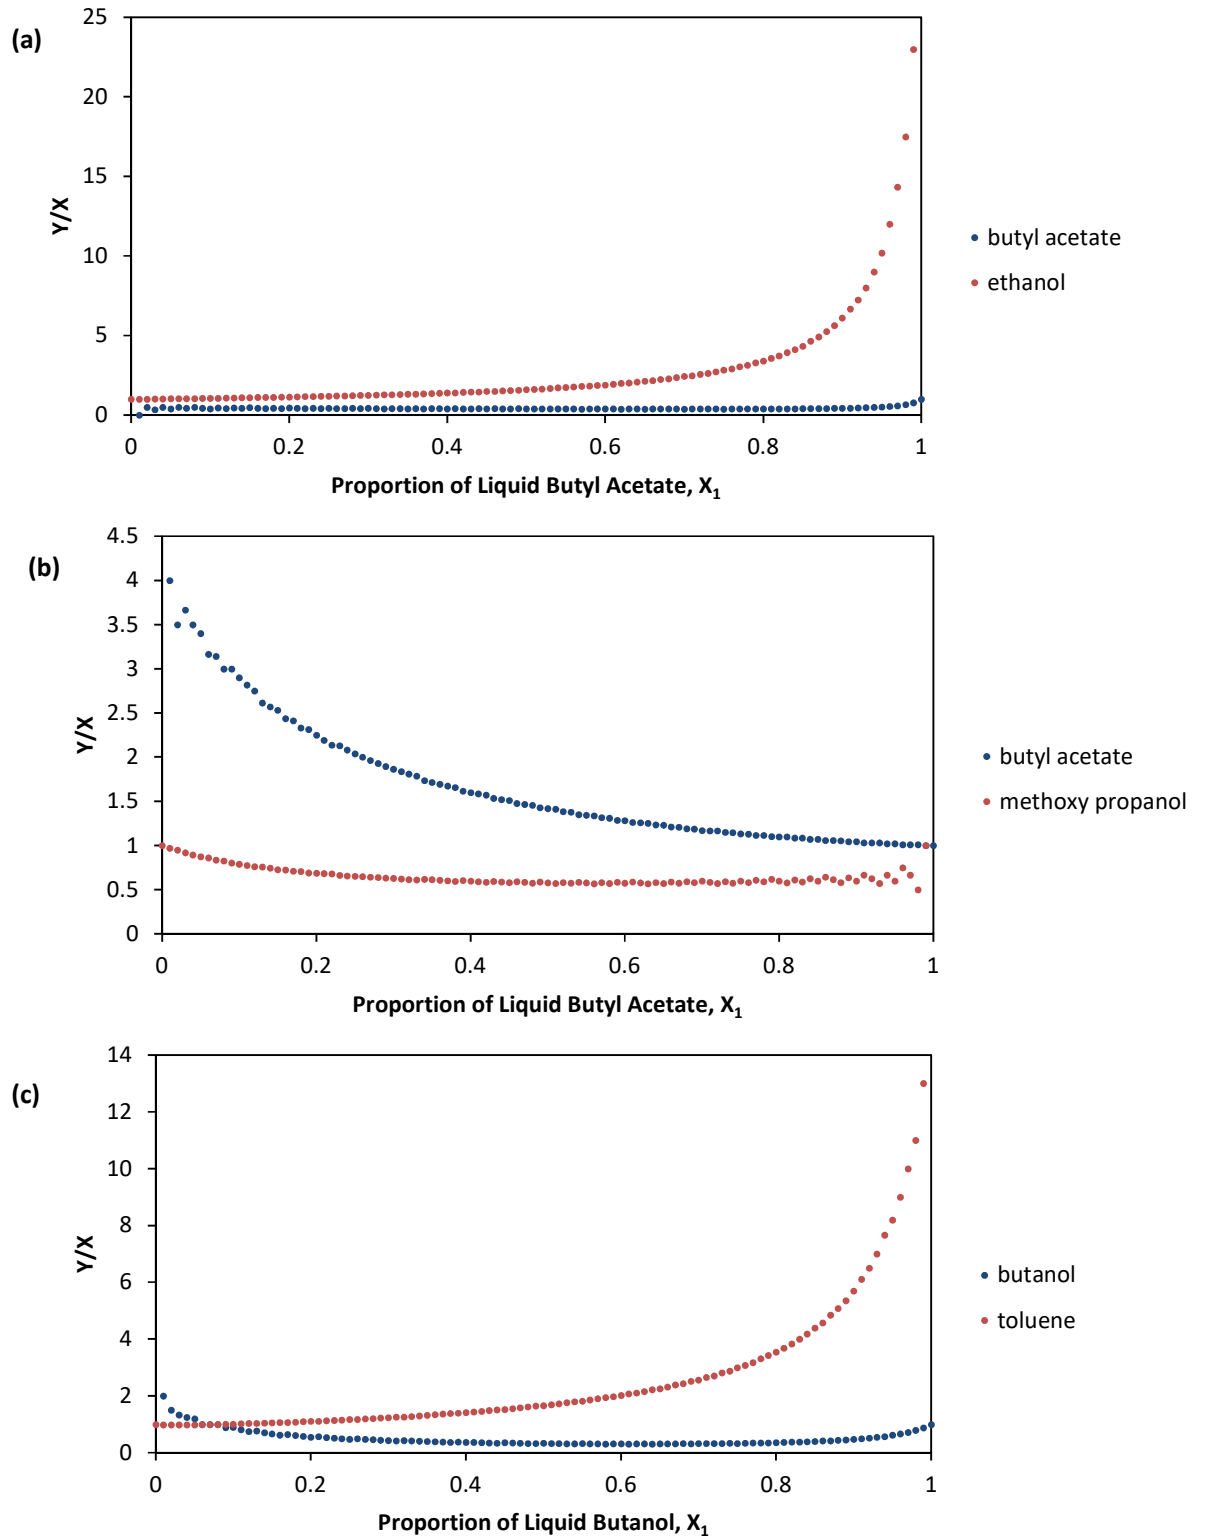 (a)
25
20
15
10
5
0
Y/X
0 0.2 0.4 0.6 0.8 1
Proportion of Liquid Butyl Acetate, X₁
butyl acetate
ethanol
(b)
4.5
4
3.5
3
2.5
2
1.5
1
0.5
0
Y/X
0 0.2 0.4 0.6 0.8 1
Proportion of Liquid Butyl Acetate, X₁
butyl acetate
methoxy propanol
(c)
14
12
10
8
6
4
2
0
Y/X
0 0.2 0.4 0.6 0.8 1
Proportion of Liquid Butanol, X₁
butanol
toluene